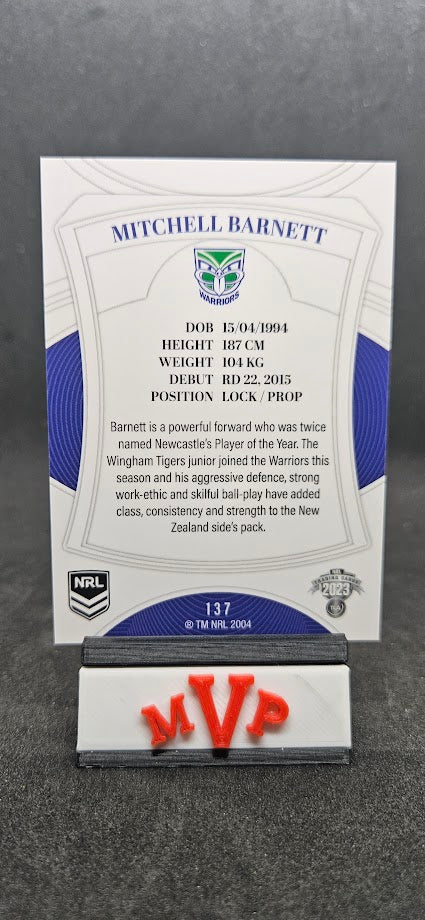 MITCHELL BARNETT
WARRIORS
DOB 15/04/1994
HEIGHT 187 CM
WEIGHT 104 KG
DEBUT RD 22, 2015
POSITION LOCK / PROP
Barnett is a powerful forward who was twice
named Newcastle's Player of the Year. The
Wingham Tigers junior joined the Warriors this
season and his aggressive defence, strong
work-ethic and skilful ball-play have added
class, consistency and strength to the New
Zealand side's pack.
NRL
NRL
TRADING CARDS
2023
TLA
137
® TM NRL 2004
MVP